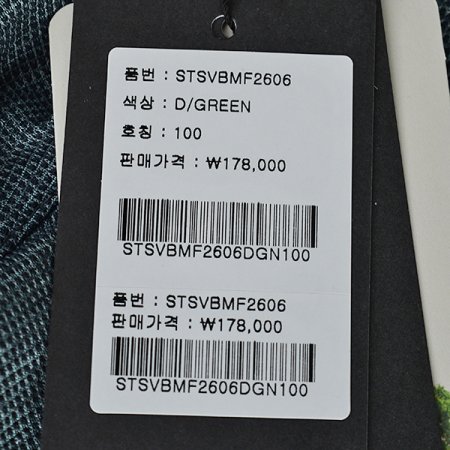 품번 : STSVBMF2606
색상 : D/GREEN
호칭 : 100
판매가격 : ₩178,000
STSVBMF2606DGN100
품번 : STSVBMF2606
판매가격 : ₩178,000
STSVBMF2606DGN100